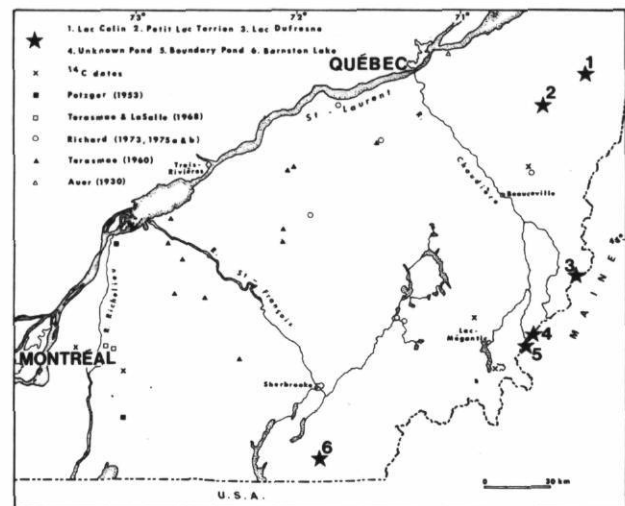 73° 72° 71°
1. Lac Colin 2. Petit Lac Terrien 3. Lac Dufresne
4. Unknown Pond 5. Boundary Pond 6. Barnston Lake
14C dates
Potzger (1953)
Terasmae & LaSalle (1968)
Richard (1973, 1975 a & b)
Terasmae (1960)
Auer (1930)
QUÉBEC
1
2
St-Laurent
Trois-Rivières
R. Chaudière
Beauceville
46°
3
MAINE
R. St-François
R. Richelieu
4
5
Lac-Mégantic
MONTRÉAL
Sherbrooke
6
0 30 km
U.S.A.